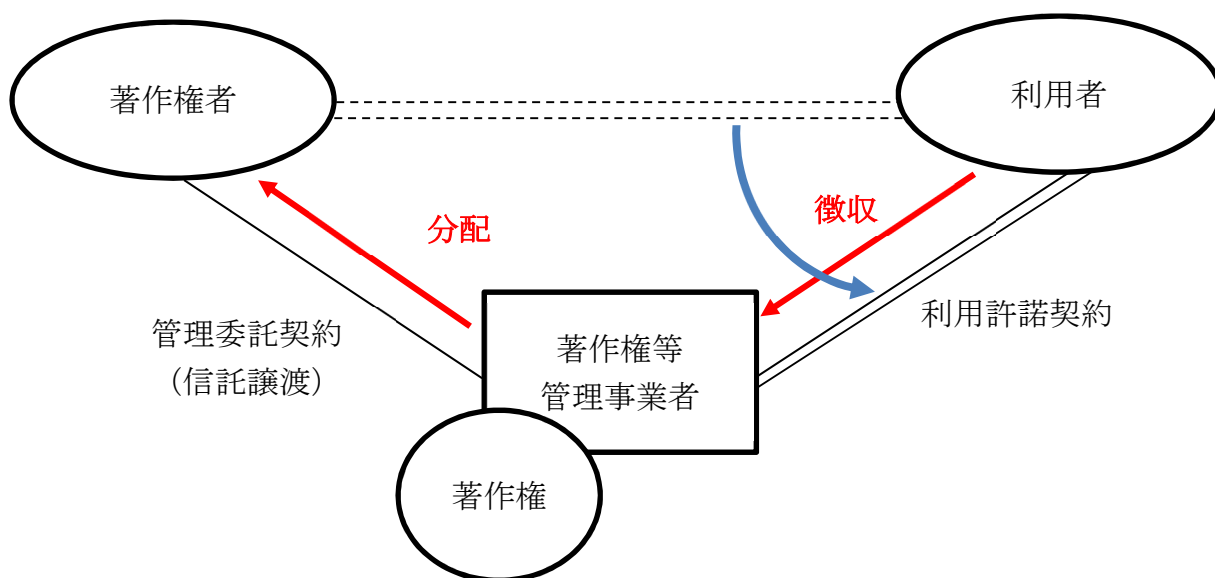 著作権者
利用者
分配
徴収
管理委託契約
（信託譲渡）
著作権等
管理事業者
利用許諾契約
著作権